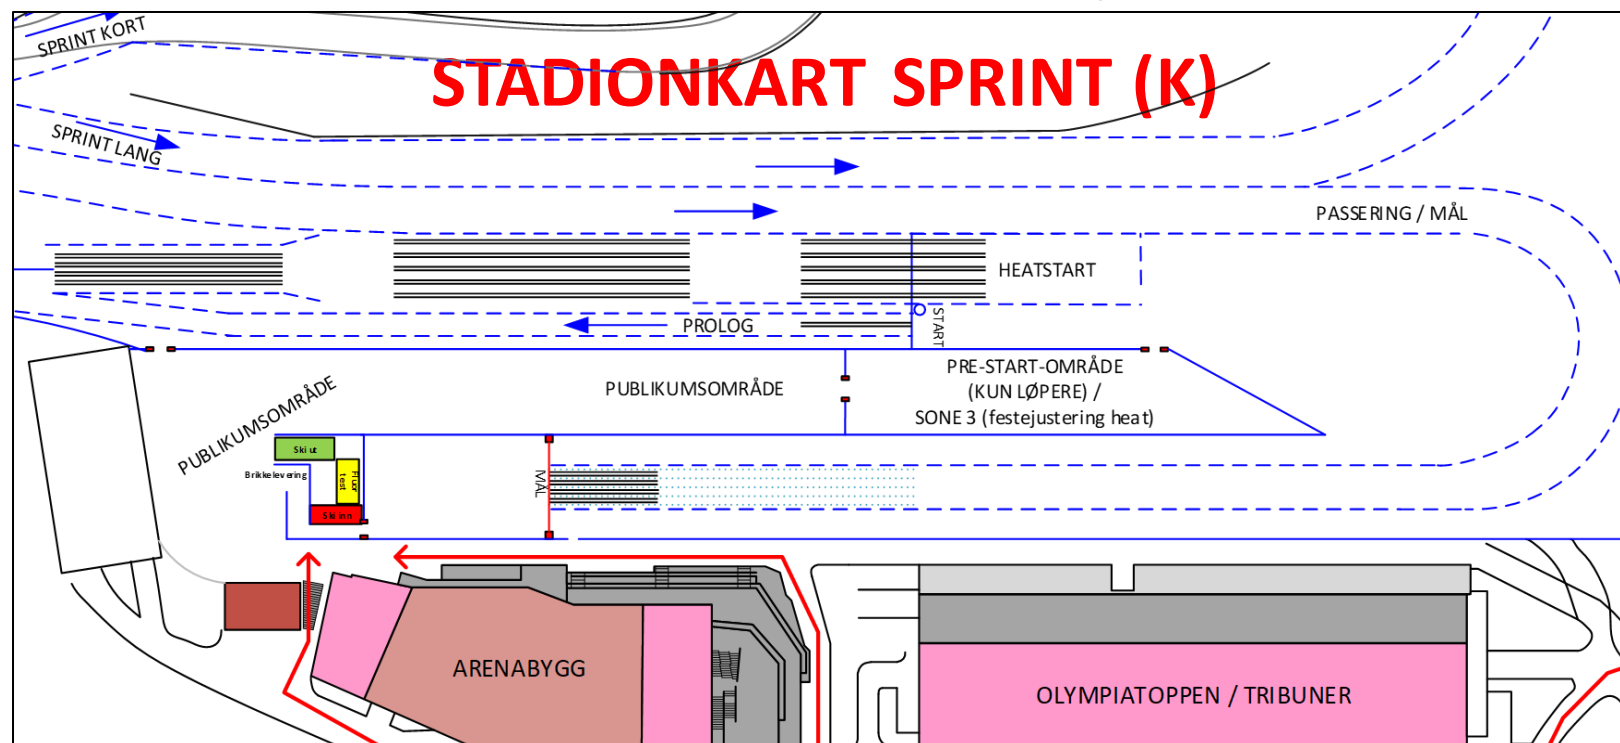 SPRINT KORT
STADIONKART SPRINT (K)
SPRINT LANG
PASSERING / MÅL
HEATSTART
PROLOG
START
PUBLIKUMSOMRÅDE
PUBLIKUMSOMRÅDE
PRE-START-OMRÅDE
(KUN LØPERE) /
SONE 3 (festejustering heat)
Ski ut
Brikkelevering
Fluor
test
Ski inn
MÅL
ARENABYGG
OLYMPIATOPPEN / TRIBUNER